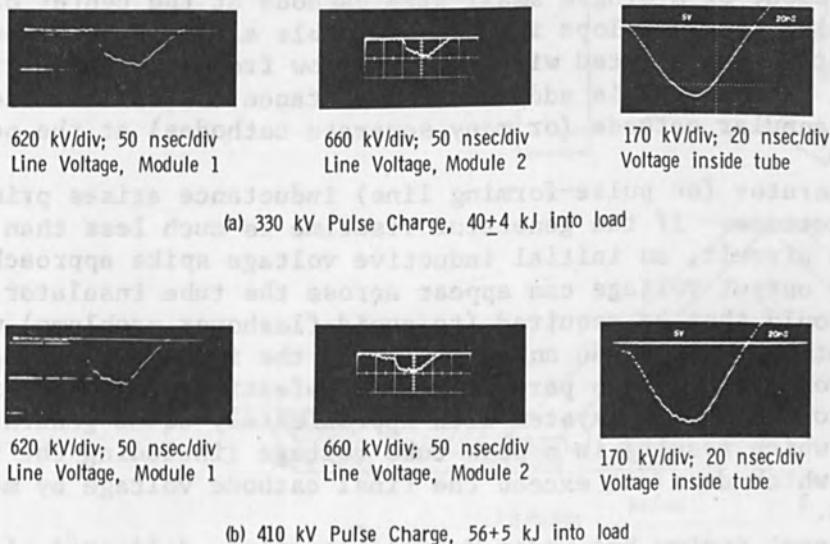 5V 20ns
620 kV/div; 50 nsec/div 660 kV/div; 50 nsec/div 170 kV/div; 20 nsec/div
Line Voltage, Module 1 Line Voltage, Module 2 Voltage inside tube
(a) 330 kV Pulse Charge, 40±4 kJ into load
5V
620 kV/div; 50 nsec/div 660 kV/div; 50 nsec/div 170 kV/div; 20 nsec/div
Line Voltage, Module 1 Line Voltage, Module 2 Voltage inside tube
(b) 410 kV Pulse Charge, 56+5 kJ into load